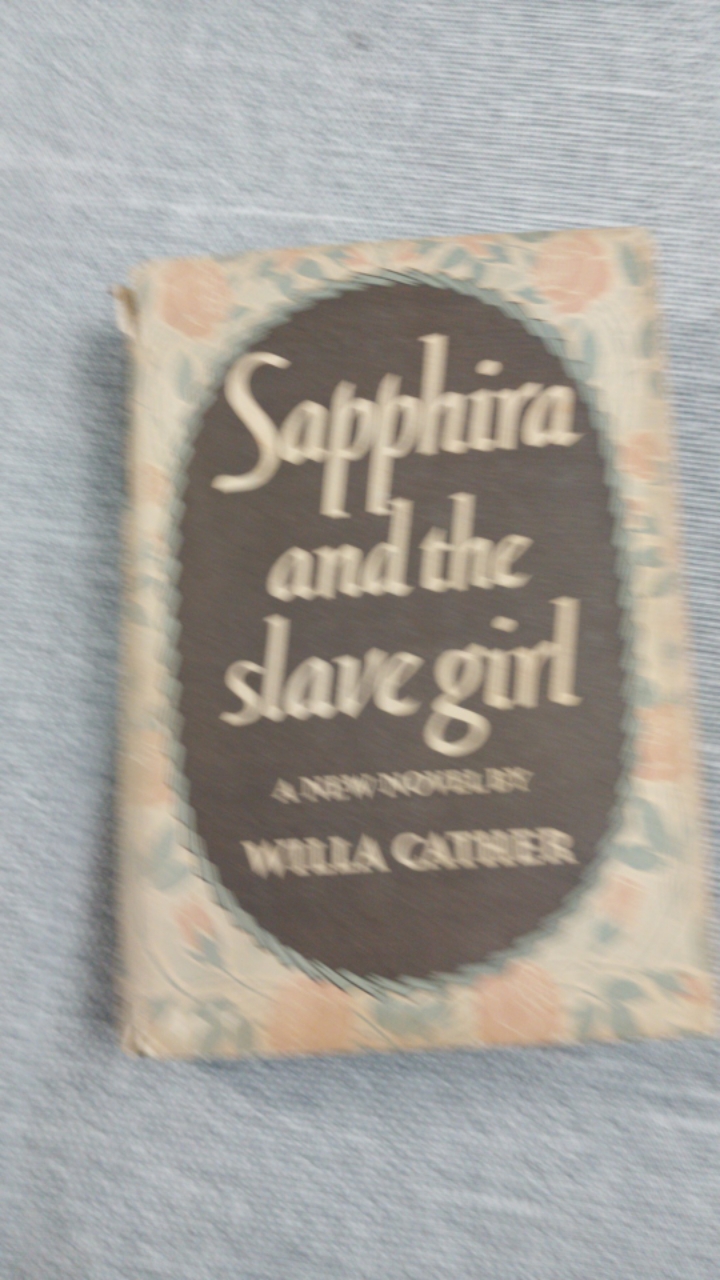 Sapphira
and the
slave girl
A NEW NOVEL BY
WILLA CATHER